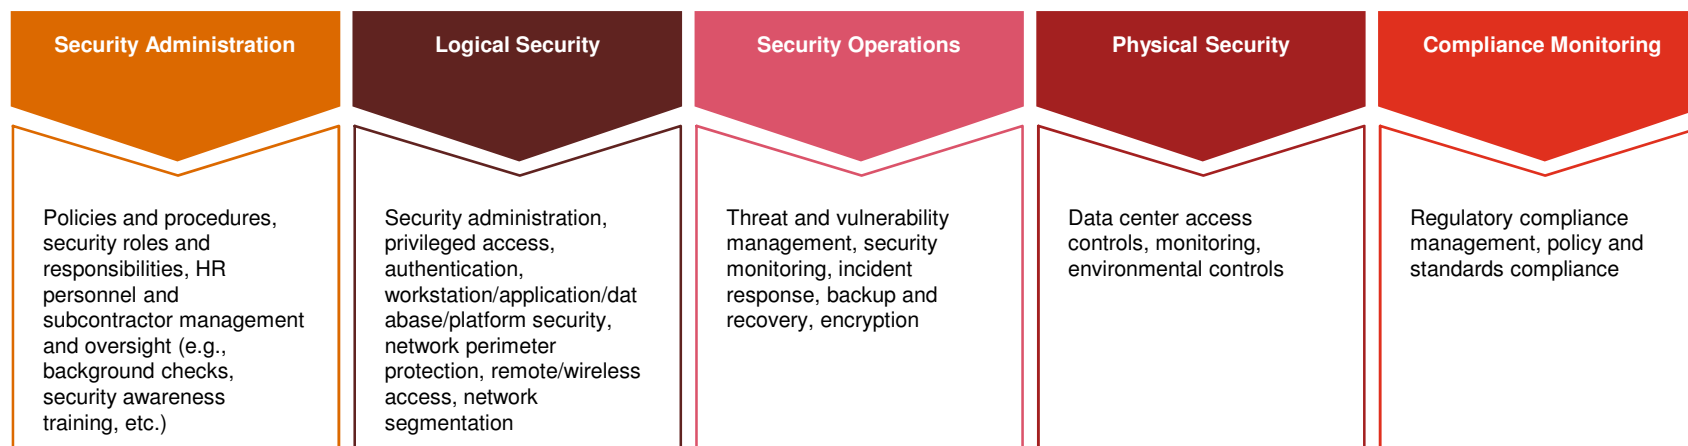 Security Administration
Logical Security
Security Operations
Physical Security
Compliance Monitoring
Policies and procedures,
security roles and
responsibilities, HR
personnel and
subcontractor management
and oversight (e.g.,
background checks,
security awareness
training, etc.)
Security administration,
privileged access,
authentication,
workstation/application/dat
abase/platform security,
network perimeter
protection, remote/wireless
access, network
segmentation
Threat and vulnerability
management, security
monitoring, incident
response, backup and
recovery, encryption
Data center access
controls, monitoring,
environmental controls
Regulatory compliance
management, policy and
standards compliance